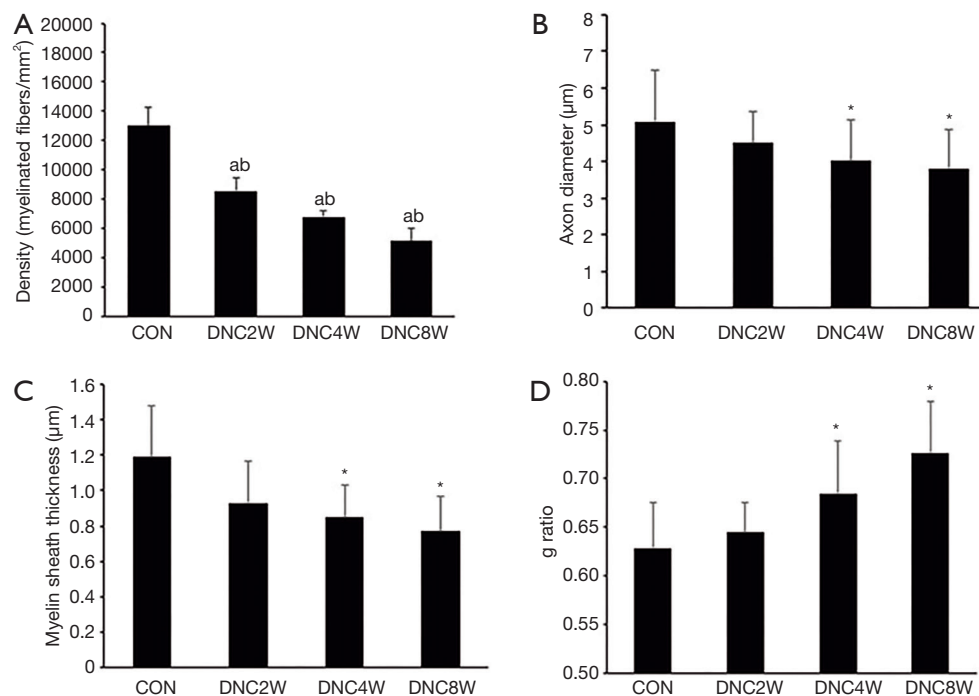 A
Density (myelinated fibers/mm²)
20000
18000
16000
14000
12000
10000
8000
6000
4000
2000
0
ab
ab
ab
CON DNC2W DNC4W DNC8W
B
Axon diameter (μm)
8
7
6
5
4
3
2
1
0
*
*
CON DNC2W DNC4W DNC8W
C
Myelin sheath thickness (μm)
1.6
1.4
1.2
1.0
0.8
0.6
0.4
0.2
0
*
*
CON DNC2W DNC4W DNC8W
D
g ratio
0.80
0.75
0.70
0.65
0.60
0.55
0.50
*
*
CON DNC2W DNC4W DNC8W